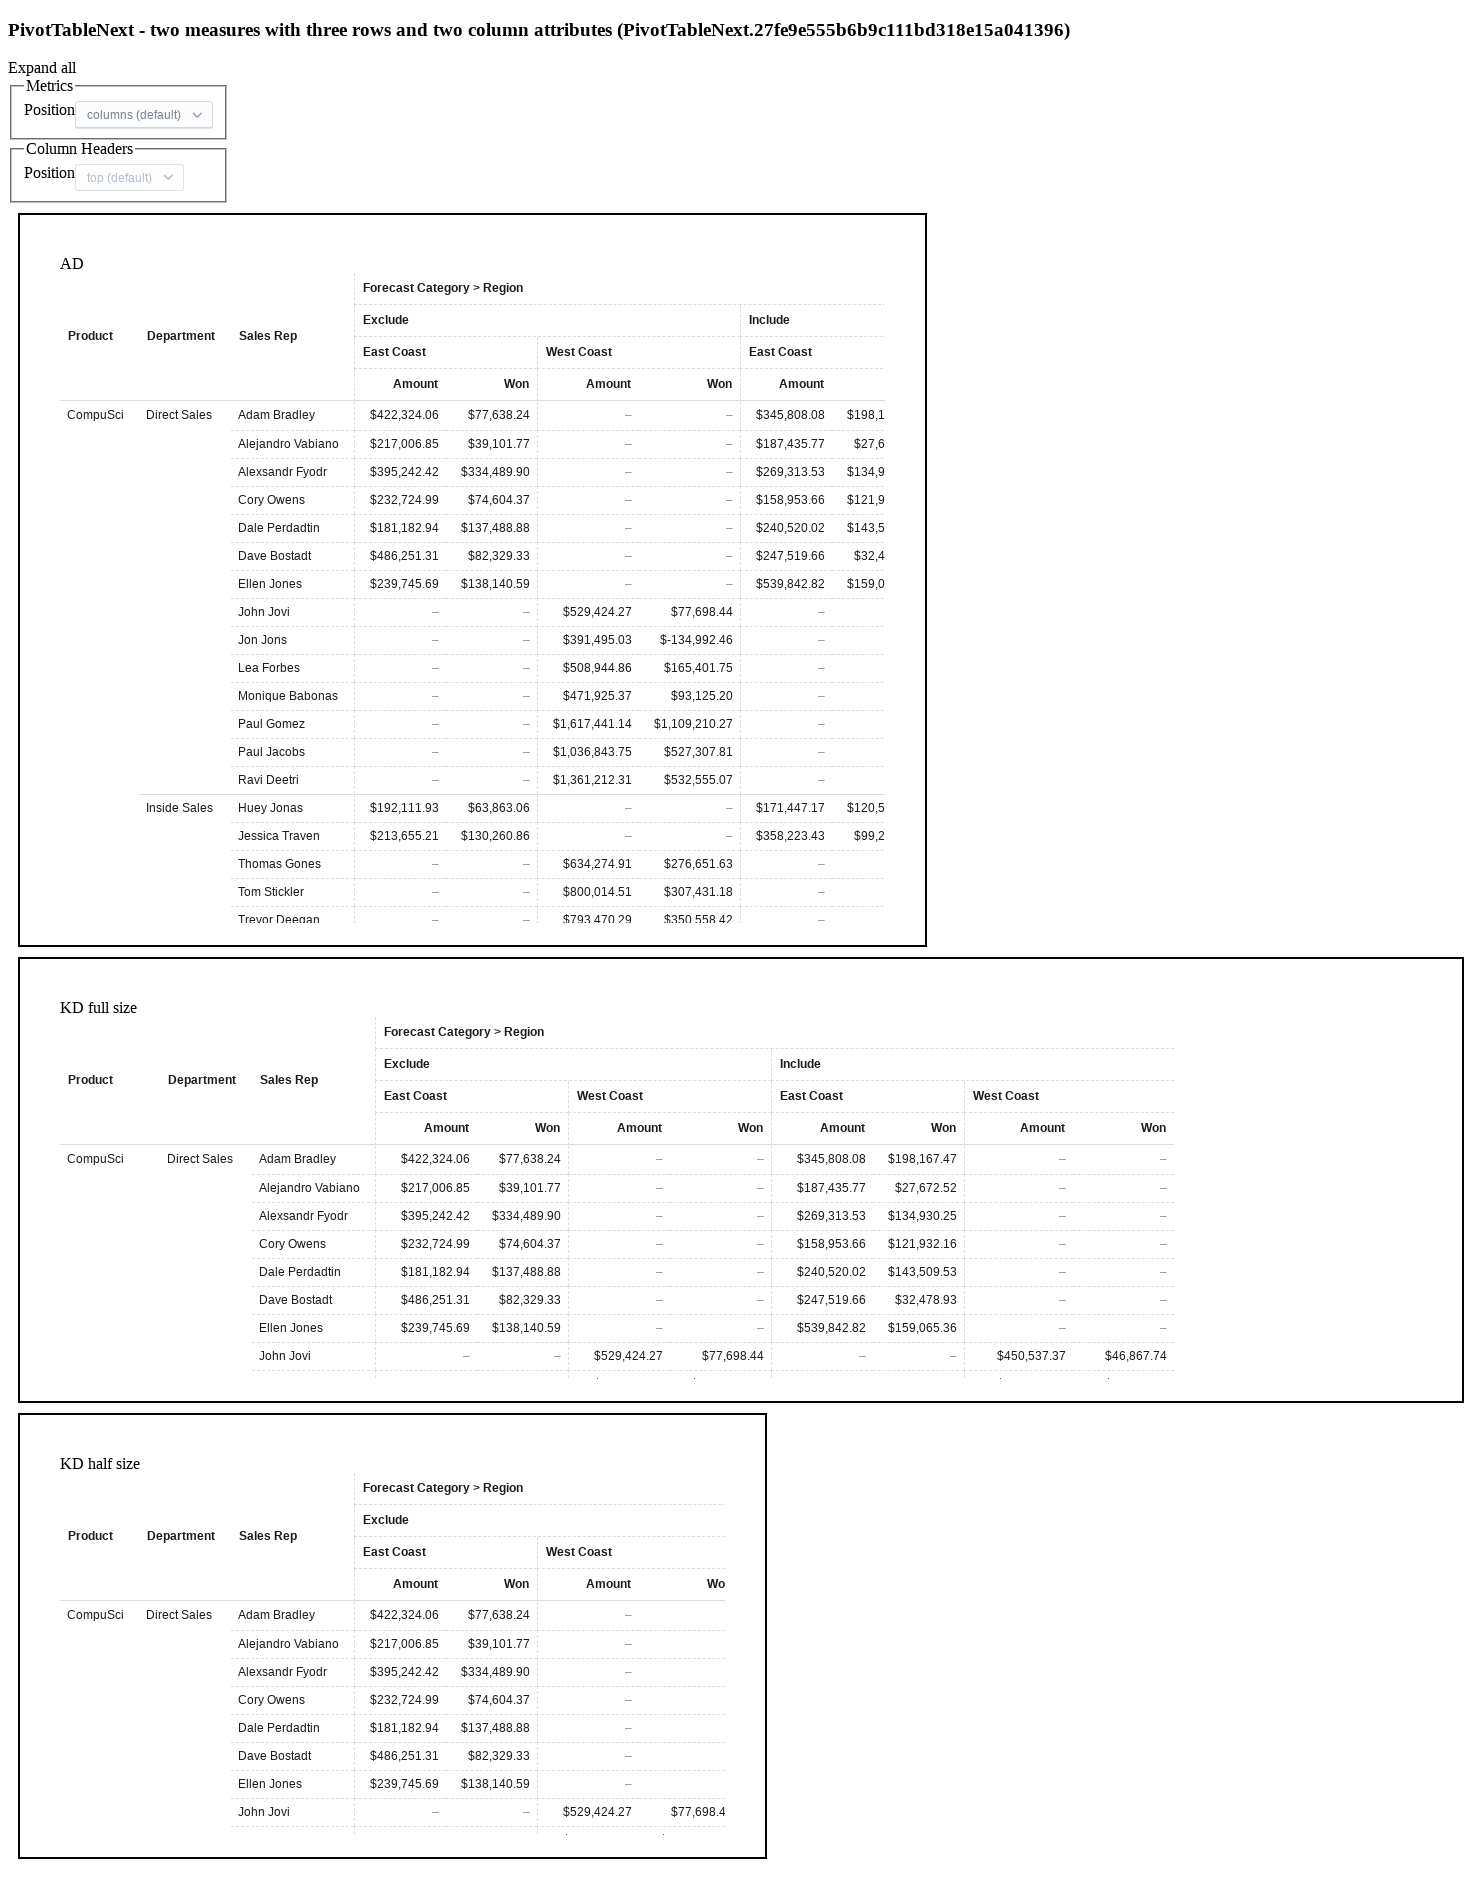 PivotTableNext - two measures with three rows and two column attributes (PivotTableNext.27fe9e555b6b9c111bd318e15a041396)
Expand all
Metrics
Position columns (default)
Column Headers
Position top (default)
AD
Forecast Category > Region
Exclude Include
Product Department Sales Rep
East Coast West Coast East Coast
Amount Won Amount Won Amount
CompuSci Direct Sales Adam Bradley $422,324.06 $77,638.24 – – $345,808.08 $198,1
Alejandro Vabiano $217,006.85 $39,101.77 – – $187,435.77 $27,6
Alexsandr Fyodr $395,242.42 $334,489.90 – – $269,313.53 $134,9
Cory Owens $232,724.99 $74,604.37 – – $158,953.66 $121,9
Dale Perdadtin $181,182.94 $137,488.88 – – $240,520.02 $143,5
Dave Bostadt $486,251.31 $82,329.33 – – $247,519.66 $32,4
Ellen Jones $239,745.69 $138,140.59 – – $539,842.82 $159,0
John Jovi – – $529,424.27 $77,698.44 –
Jon Jons – – $391,495.03 $-134,992.46 –
Lea Forbes – – $508,944.86 $165,401.75 –
Monique Babonas – – $471,925.37 $93,125.20 –
Paul Gomez – – $1,617,441.14 $1,109,210.27 –
Paul Jacobs – – $1,036,843.75 $527,307.81 –
Ravi Deetri – – $1,361,212.31 $532,555.07 –
Inside Sales Huey Jonas $192,111.93 $63,863.06 – – $171,447.17 $120,5
Jessica Traven $213,655.21 $130,260.86 – – $358,223.43 $99,2
Thomas Gones – – $634,274.91 $276,651.63 –
Tom Stickler – – $800,014.51 $307,431.18 –
Trevor Deegan – – $793,470.29 $350,558.42 –
KD full size
Forecast Category > Region
Exclude Include
Product Department Sales Rep
East Coast West Coast East Coast West Coast
Amount Won Amount Won Amount Won Amount Won
CompuSci Direct Sales Adam Bradley $422,324.06 $77,638.24 – – $345,808.08 $198,167.47 – –
Alejandro Vabiano $217,006.85 $39,101.77 – – $187,435.77 $27,672.52 – –
Alexsandr Fyodr $395,242.42 $334,489.90 – – $269,313.53 $134,930.25 – –
Cory Owens $232,724.99 $74,604.37 – – $158,953.66 $121,932.16 – –
Dale Perdadtin $181,182.94 $137,488.88 – – $240,520.02 $143,509.53 – –
Dave Bostadt $486,251.31 $82,329.33 – – $247,519.66 $32,478.93 – –
Ellen Jones $239,745.69 $138,140.59 – – $539,842.82 $159,065.36 – –
John Jovi – – $529,424.27 $77,698.44 – – $450,537.37 $46,867.74
KD half size
Forecast Category > Region
Exclude
Product Department Sales Rep
East Coast West Coast
Amount Won Amount Wo
CompuSci Direct Sales Adam Bradley $422,324.06 $77,638.24 –
Alejandro Vabiano $217,006.85 $39,101.77 –
Alexsandr Fyodr $395,242.42 $334,489.90 –
Cory Owens $232,724.99 $74,604.37 –
Dale Perdadtin $181,182.94 $137,488.88 –
Dave Bostadt $486,251.31 $82,329.33 –
Ellen Jones $239,745.69 $138,140.59 –
John Jovi – – $529,424.27 $77,698.4